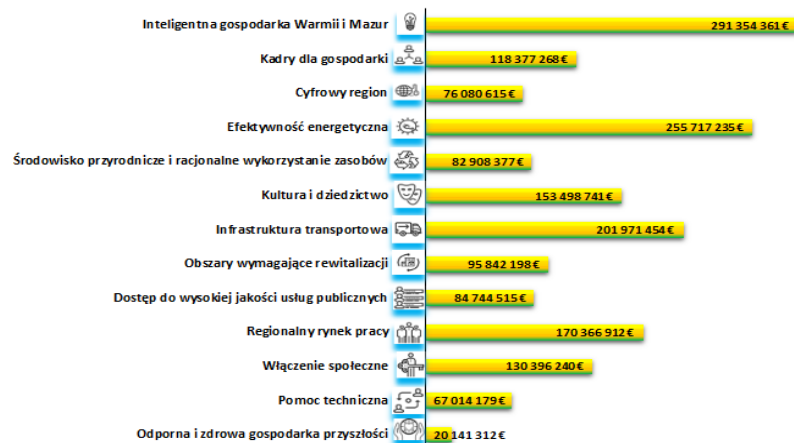 Inteligentna gospodarka Warmii i Mazur 291 354 361 €
Kadry dla gospodarki 118 377 268 €
Cyfrowy region 76 080 615 €
Efektywność energetyczna 255 717 235 €
Środowisko przyrodnicze i racjonalne wykorzystanie zasobów 82 908 377 €
Kultura i dziedzictwo 153 498 741 €
Infrastruktura transportowa 201 971 454 €
Obszary wymagające rewitalizacji 95 842 198 €
Dostęp do wysokiej jakości usług publicznych 84 744 515 €
Regionalny rynek pracy 170 366 912 €
Włączenie społeczne 130 396 240 €
Pomoc techniczna 67 014 179 €
Odporna i zdrowa gospodarka przyszłości 20 141 312 €